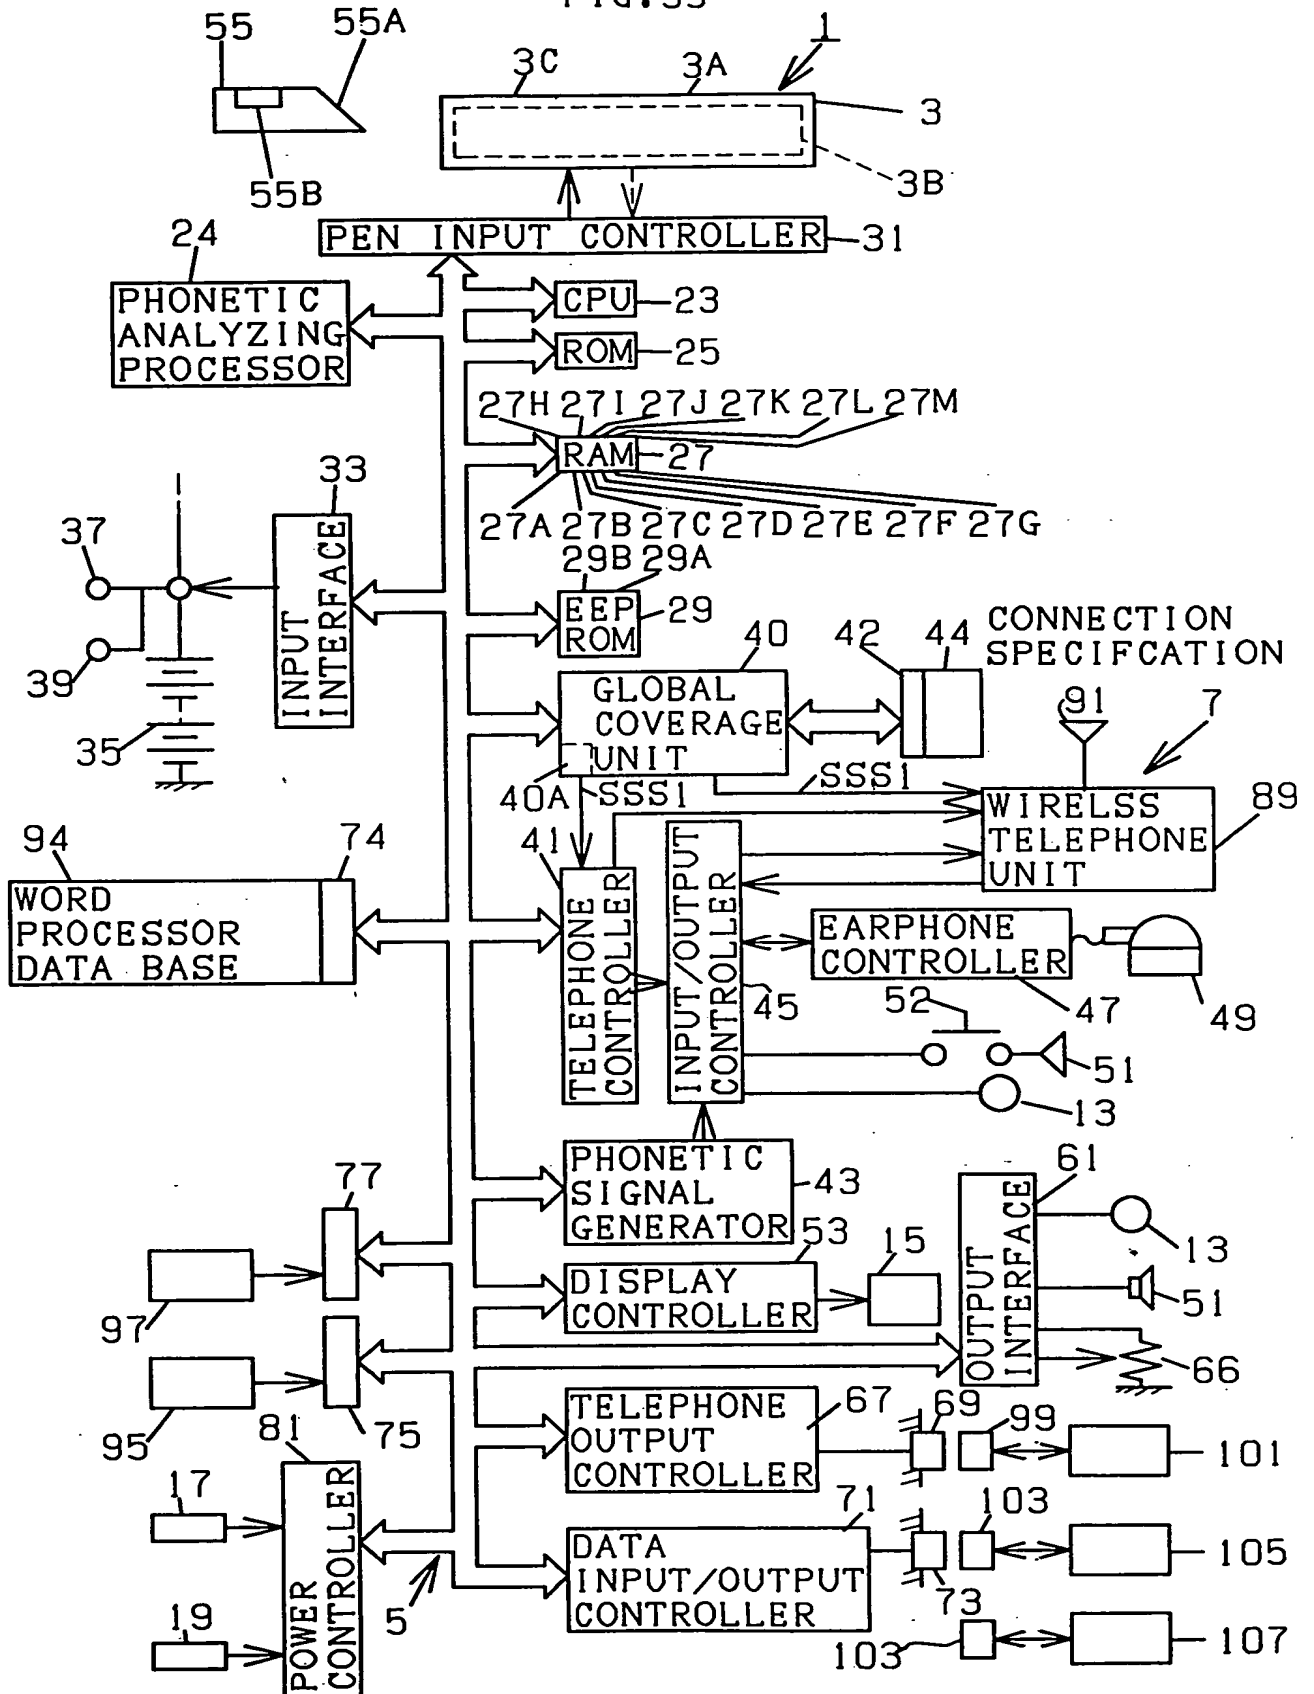 FIG.33
55
55A
55B
1
3C
3A
3
3B
PEN INPUT CONTROLLER
31
24
PHONETIC
ANALYZING
PROCESSOR
CPU
23
ROM
25
27H 27I 27J 27K 27L 27M
RAM
27
27A 27B 27C 27D 27E 27F 27G
33
37
39
35
INPUT
INTERFACE
29B 29A
EEP
ROM
29
40
GLOBAL
COVERAGE
UNIT
40A
42
44
CONNECTION
SPECIFCATION
91
7
SSS1
SSS1
WIRELSS
TELEPHONE
UNIT
89
94
74
WORD
PROCESSOR
DATA BASE
41
TELEPHONE
CONTROLLER
INPUT/OUTPUT
CONTROLLER
45
EARPHONE
CONTROLLER
47
49
52
51
13
PHONETIC
SIGNAL
GENERATOR
43
61
OUTPUT
INTERFACE
13
51
66
77
97
53
DISPLAY
CONTROLLER
15
95
75
TELEPHONE
OUTPUT
CONTROLLER
67
69
99
101
81
17
19
POWER
CONTROLLER
5
71
DATA
INPUT/OUTPUT
CONTROLLER
73
103
105
103
107